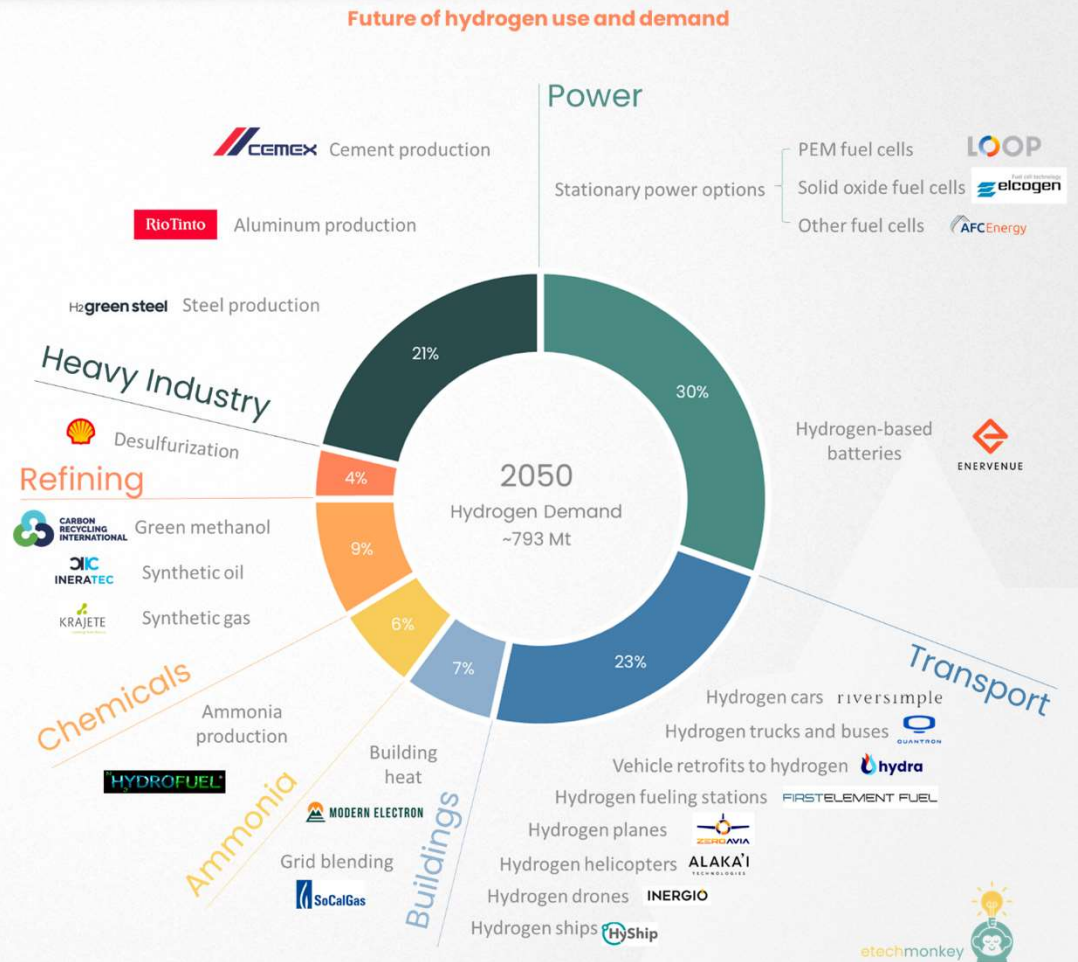 Future of hydrogen use and demand
Power
CEMEX Cement production
PEM fuel cells LOOP
Stationary power options
Solid oxide fuel cells elcogen
RioTinto Aluminum production
Other fuel cells AFCEnergy
H2green steel Steel production
Heavy Industry
21%
30%
Desulfurization
Hydrogen-based
batteries
ENERVENUE
Refining
4%
2050
Hydrogen Demand
~793 Mt
CARBON
RECYCLING
INTERNATIONAL
Green methanol
9%
INERATEC Synthetic oil
KRAJETE Synthetic gas
6%
7%
23%
Chemicals
Transport
Ammonia
production
HYDROFUEL
Ammonia
Building
heat
MODERN ELECTRON
Grid blending
SoCalGas
Buildings
Hydrogen cars riversimple
Hydrogen trucks and buses QUANTRON
Vehicle retrofits to hydrogen hydra
Hydrogen fueling stations FIRSTELEMENT FUEL
Hydrogen planes ZEROAVIA
Hydrogen helicopters ALAKA'I
TECHNOLOGIES
Hydrogen drones INERGIO
Hydrogen ships HyShip
etechmonkey